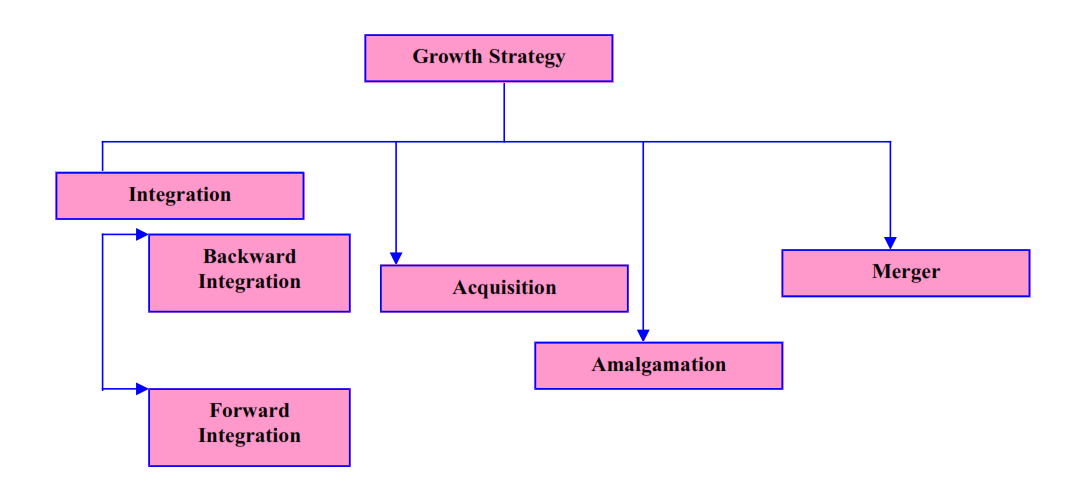 Growth Strategy
Integration
Backward
Integration
Acquisition
Merger
Amalgamation
Forward
Integration